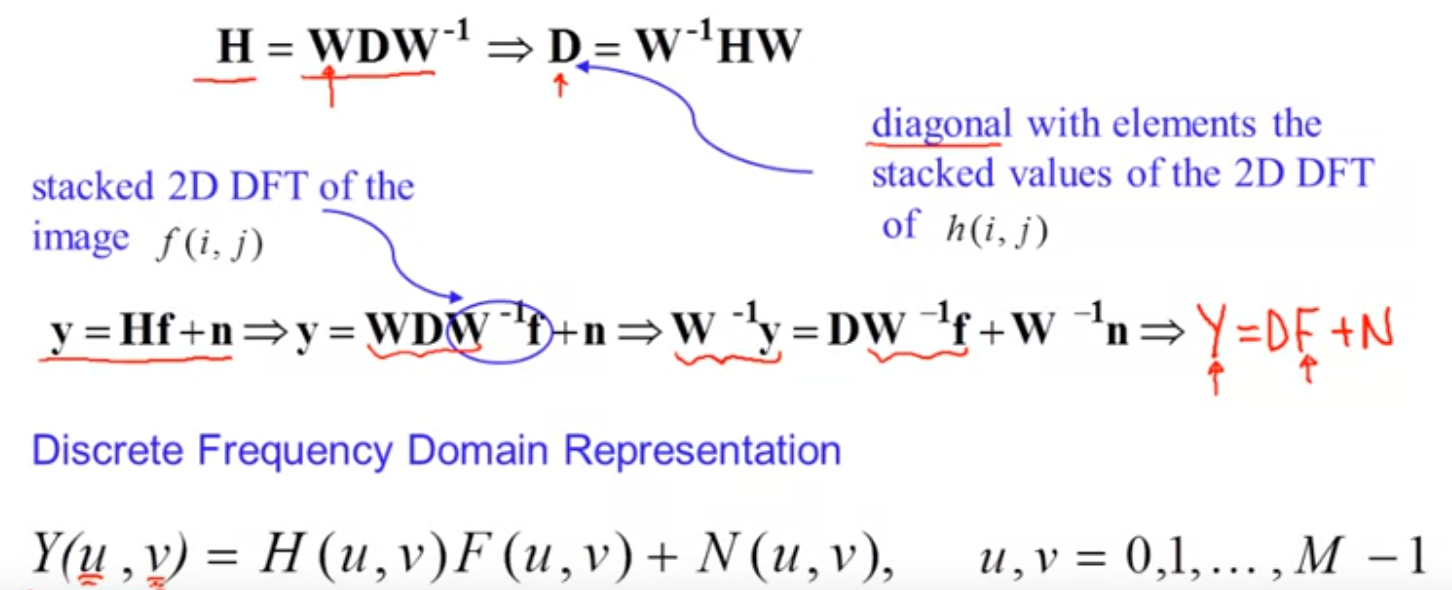 H = WDW⁻¹ ⇒ D = W⁻¹HW
diagonal with elements the
stacked values of the 2D DFT
of h(i, j)
stacked 2D DFT of the
image f(i, j)
y = Hf+n ⇒ y = WDW⁻¹f+n ⇒ W⁻¹y = DW⁻¹f+W⁻¹n ⇒ Y=DF+N
Discrete Frequency Domain Representation
Y(u,v) = H(u,v)F(u,v)+N(u,v), u,v = 0,1,...,M−1